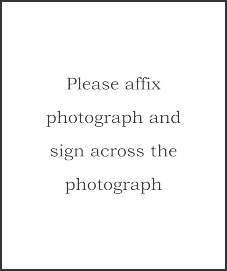 Please affix
photograph and
sign across the
photograph